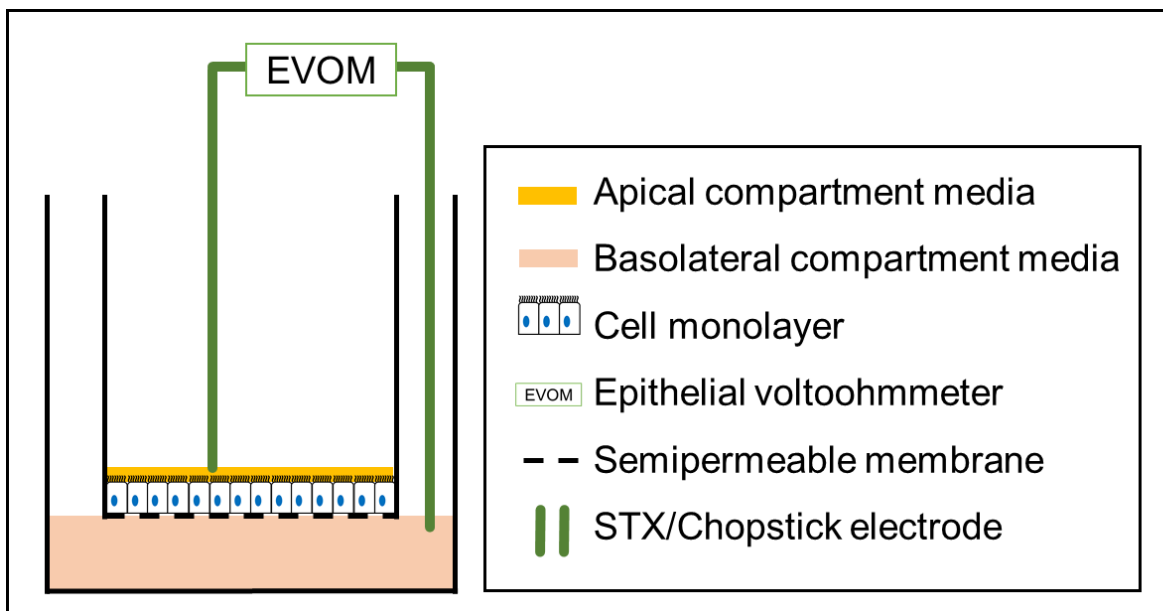 EVOM
Apical compartment media
Basolateral compartment media
Cell monolayer
EVOM
Epithelial voltoohmmeter
Semipermeable membrane
STX/Chopstick electrode